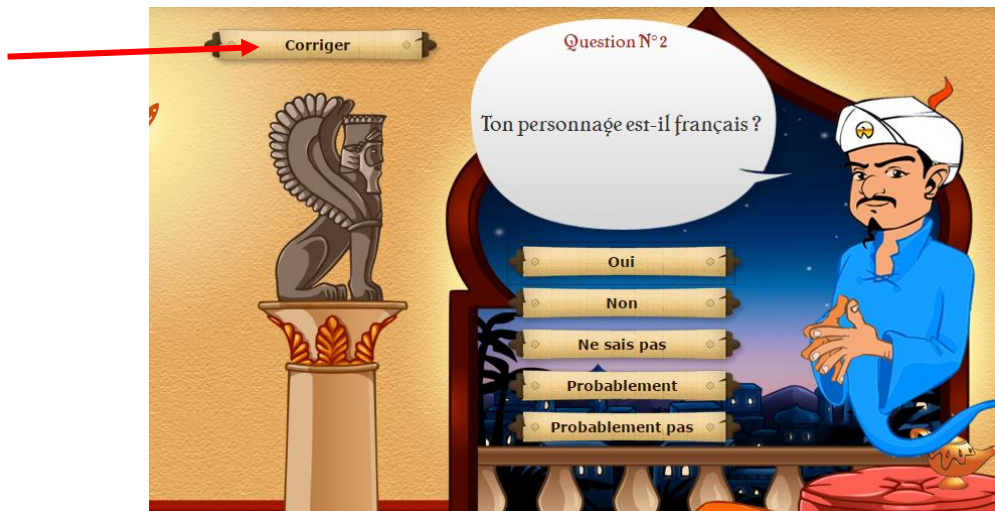 Corriger
Question N° 2
Ton personnage est-il français ?
Oui
Non
Ne sais pas
Probablement
Probablement pas